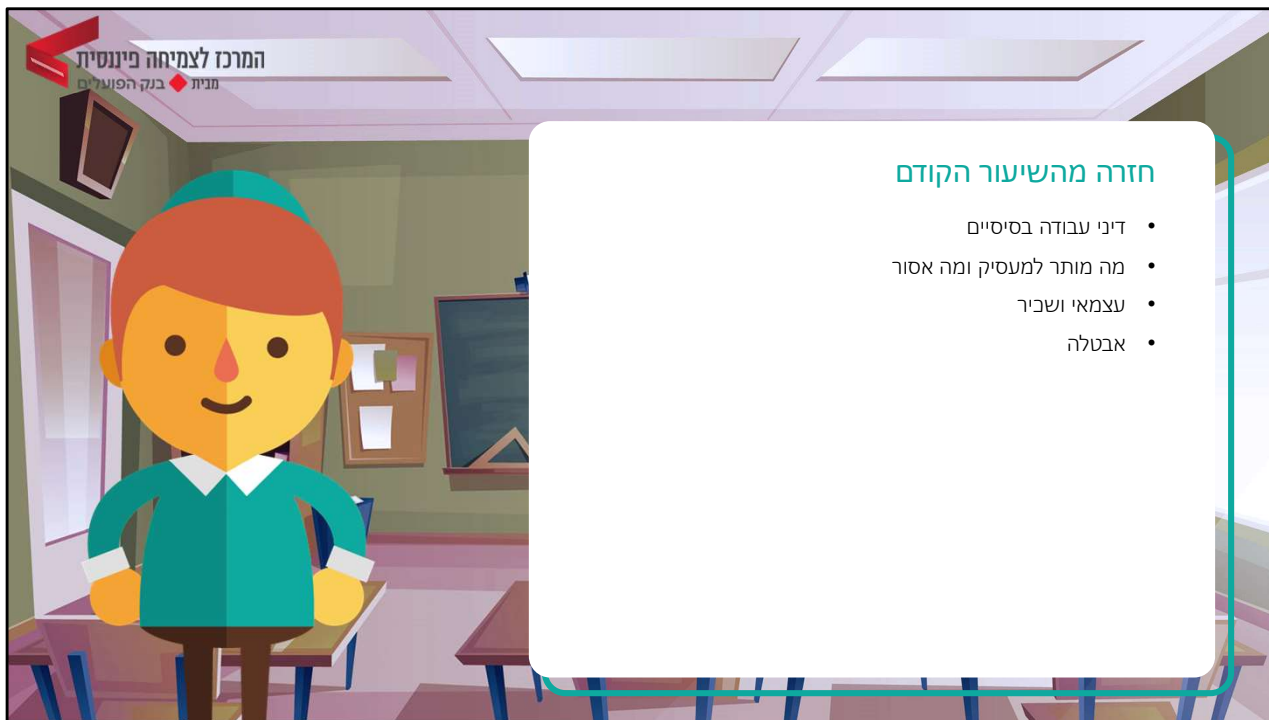 המרכז לצמיחה פיננסית
מבית בנק הפועלים
חזרה מהשיעור הקודם
• דיני עבודה בסיסיים
• מה מותר למעסיק ומה אסור
• עצמאי ושכיר
• אבטלה